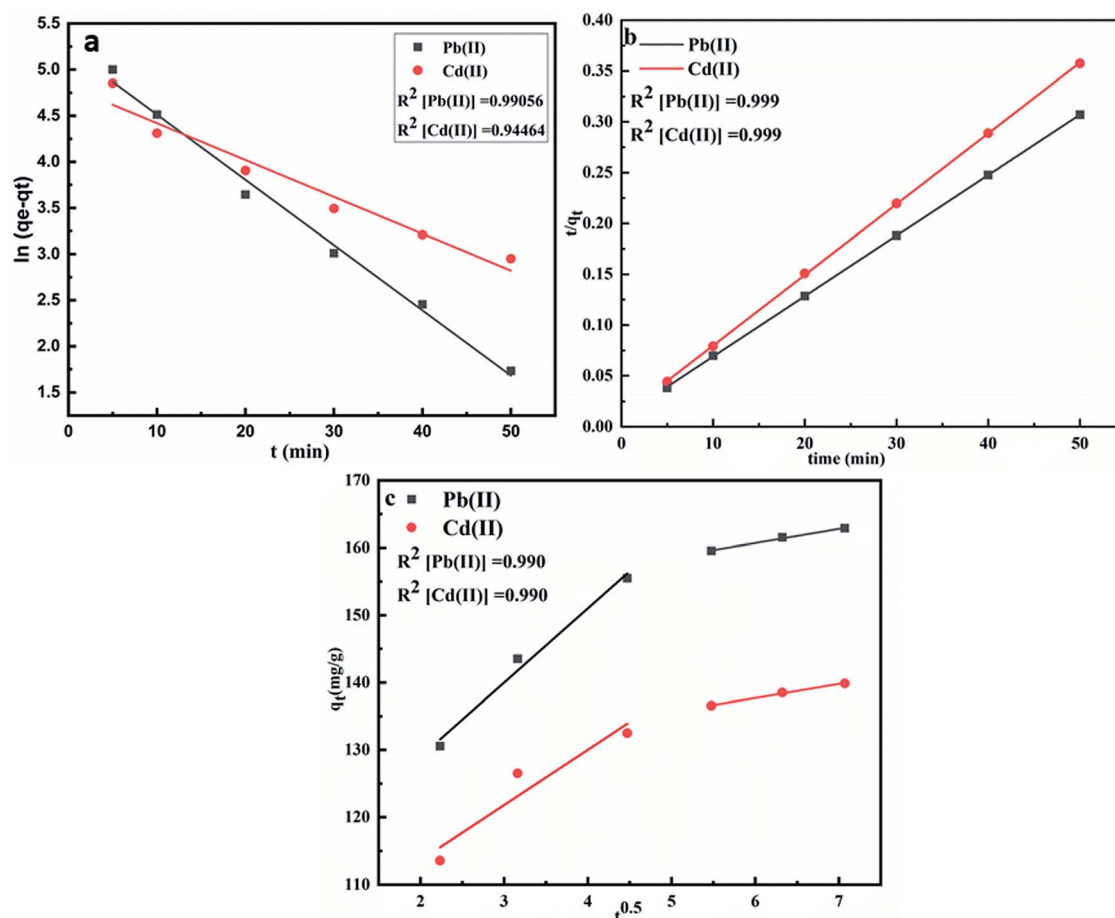 a
Pb(II)
Cd(II)
R² [Pb(II)] =0.99056
R² [Cd(II)] =0.94464
5.0
4.5
4.0
3.5
3.0
2.5
2.0
1.5
ln (qe-qt)
0 10 20 30 40 50
t (min)
b
Pb(II)
Cd(II)
R² [Pb(II)] =0.999
R² [Cd(II)] =0.999
0.40
0.35
0.30
0.25
0.20
0.15
0.10
0.05
0.00
t/qt
0 10 20 30 40 50
time (min)
c
Pb(II)
Cd(II)
R² [Pb(II)] =0.990
R² [Cd(II)] =0.990
170
160
150
140
130
120
110
qt(mg/g)
2 3 4 5 6 7
t0.5